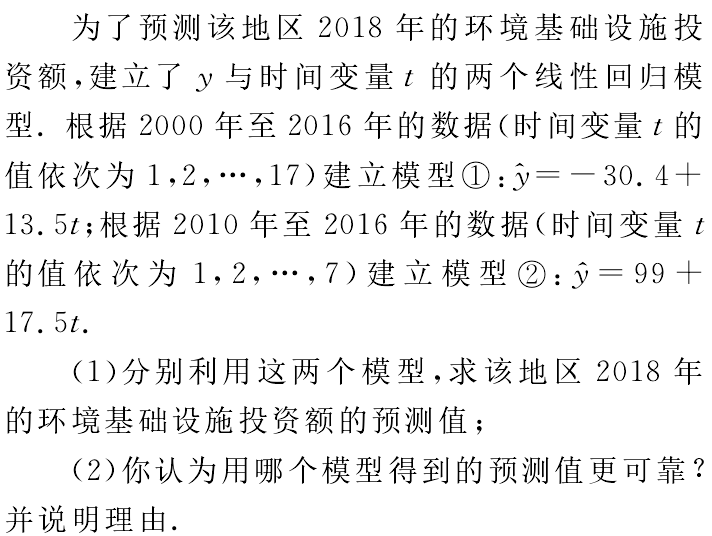 为了预测该地区 2018 年的环境基础设施投
资额,建立了 y 与时间变量 t 的两个线性回归模
型. 根据 2000 年至 2016 年的数据(时间变量 t 的
值依次为 1,2,…,17)建立模型①:ŷ=-30.4+
13.5t;根据 2010 年至 2016 年的数据(时间变量 t
的值依次为 1,2,…,7)建立模型②:ŷ=99+
17.5t.
(1)分别利用这两个模型,求该地区 2018 年
的环境基础设施投资额的预测值;
(2)你认为用哪个模型得到的预测值更可靠?
并说明理由.